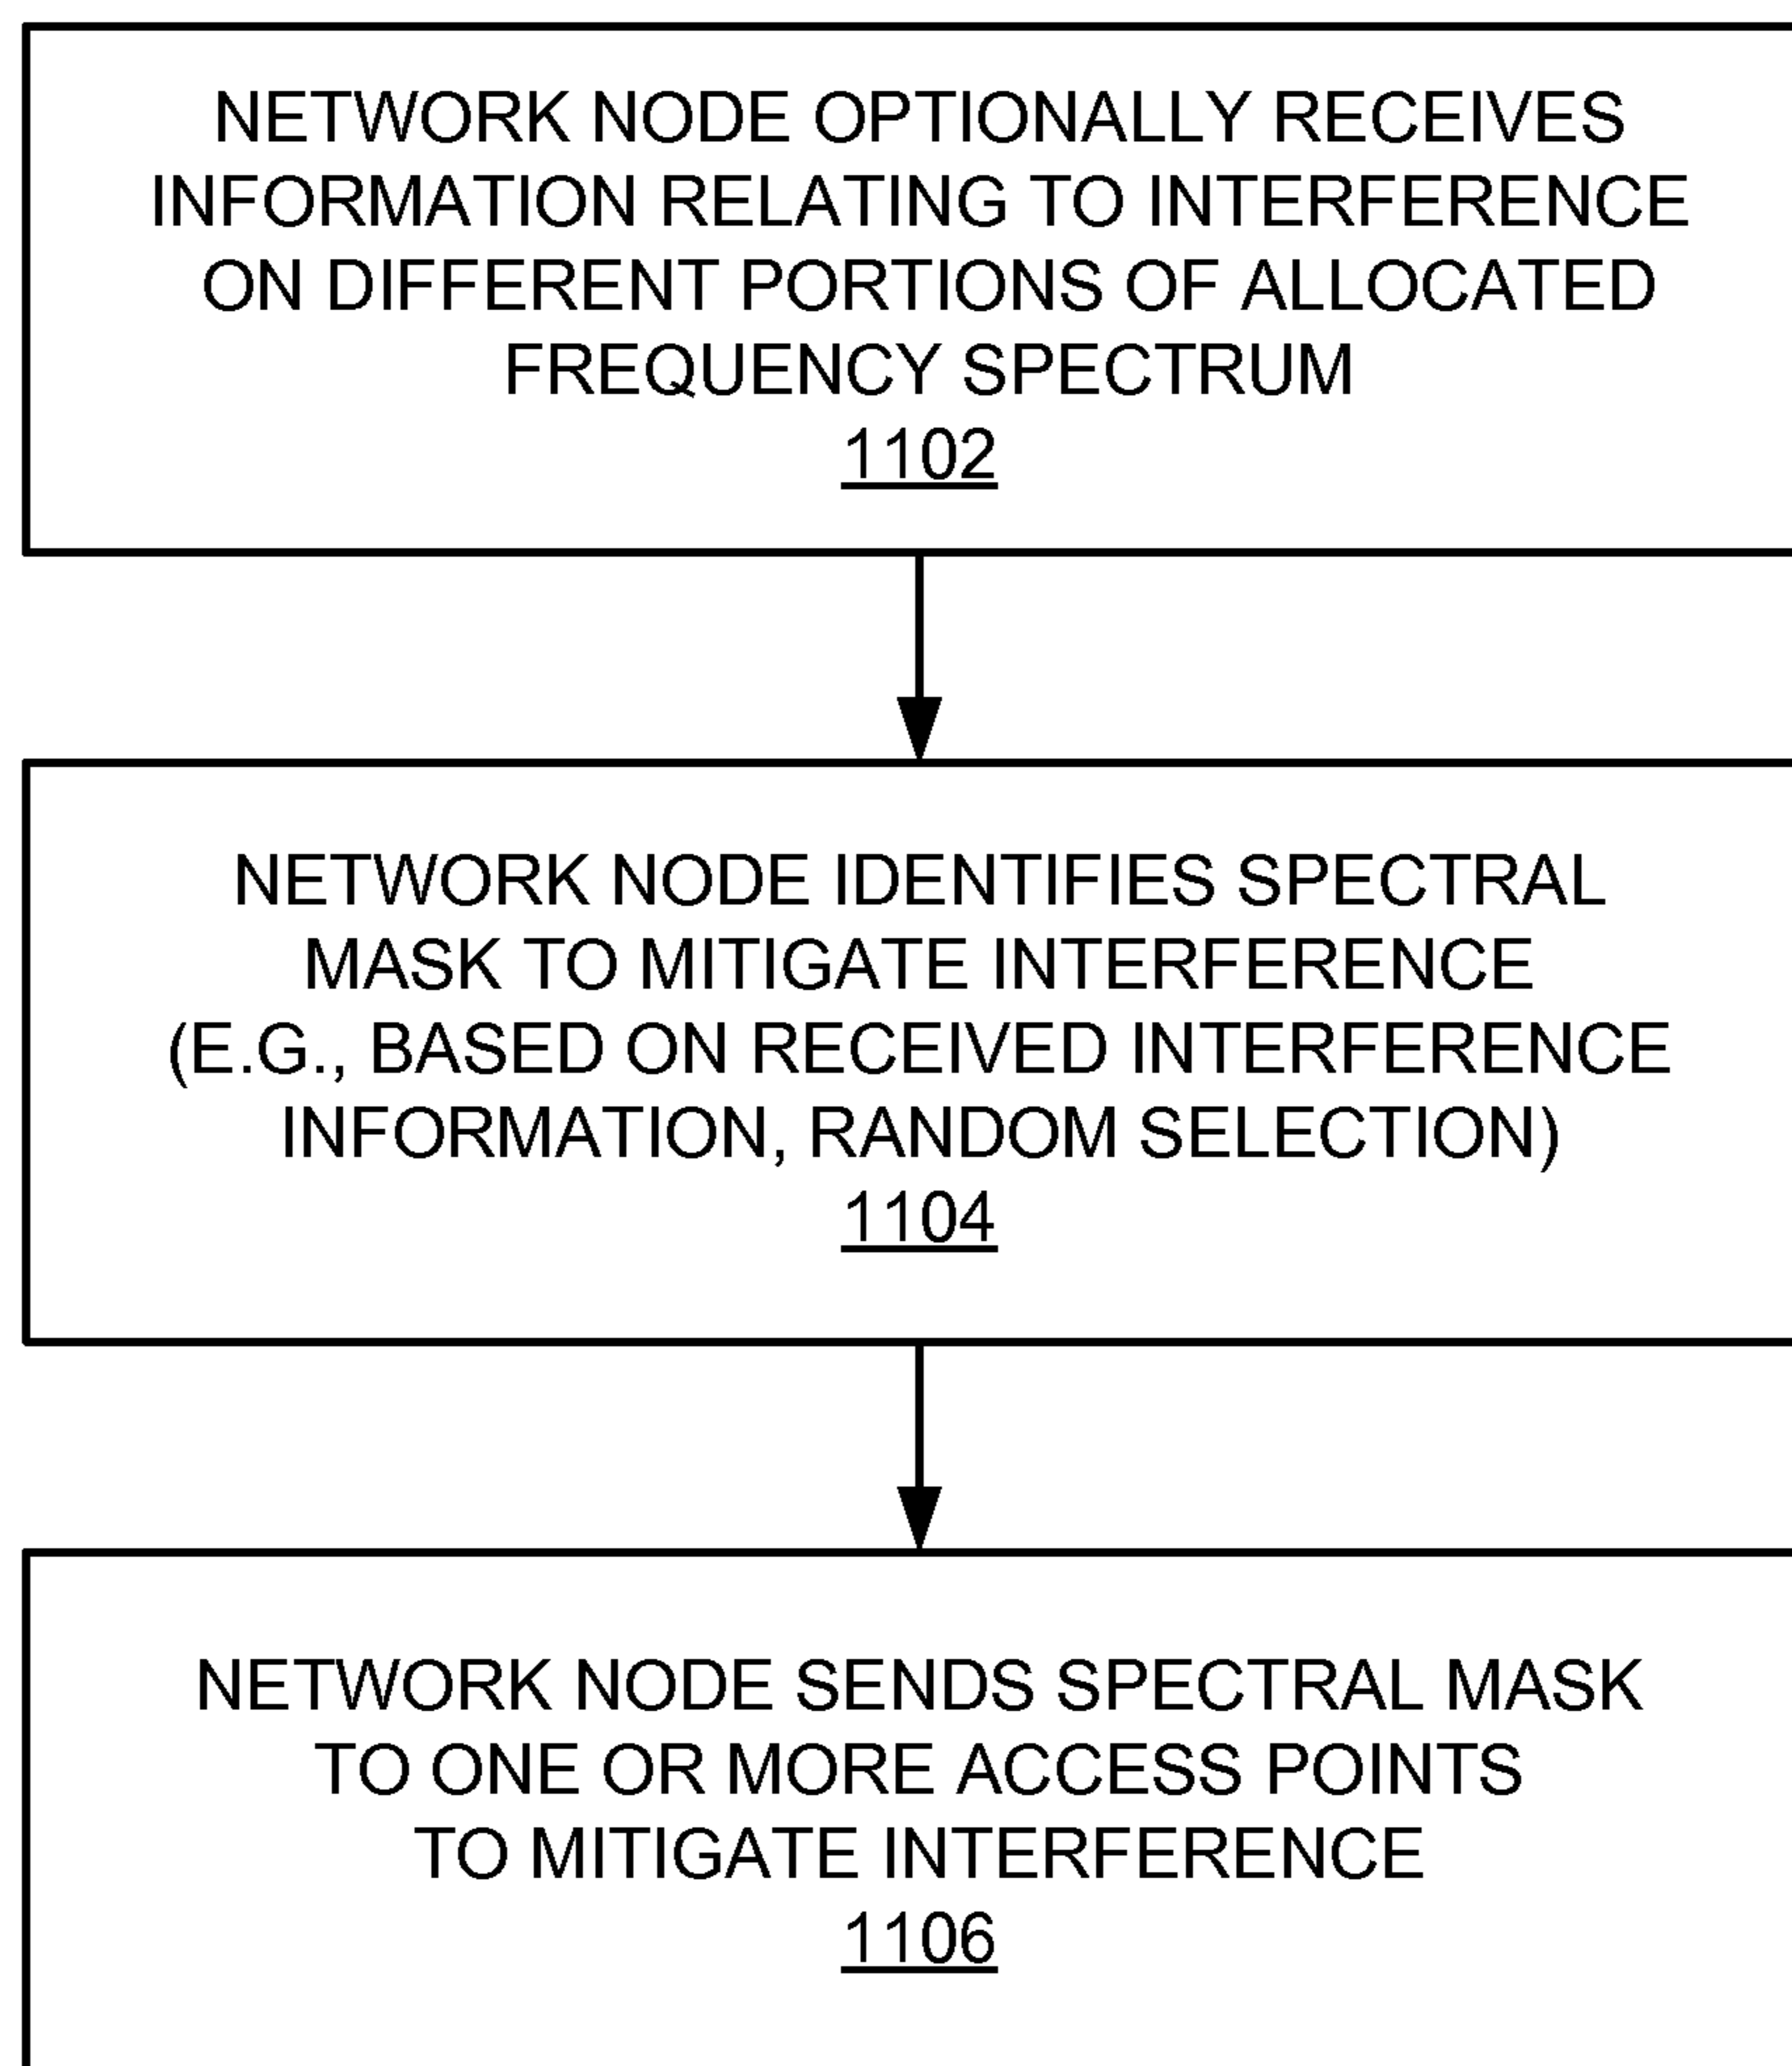 NETWORK NODE OPTIONALLY RECEIVES
INFORMATION RELATING TO INTERFERENCE
ON DIFFERENT PORTIONS OF ALLOCATED
FREQUENCY SPECTRUM
1102
NETWORK NODE IDENTIFIES SPECTRAL
MASK TO MITIGATE INTERFERENCE
(E.G., BASED ON RECEIVED INTERFERENCE
INFORMATION, RANDOM SELECTION)
1104
NETWORK NODE SENDS SPECTRAL MASK
TO ONE OR MORE ACCESS POINTS
TO MITIGATE INTERFERENCE
1106